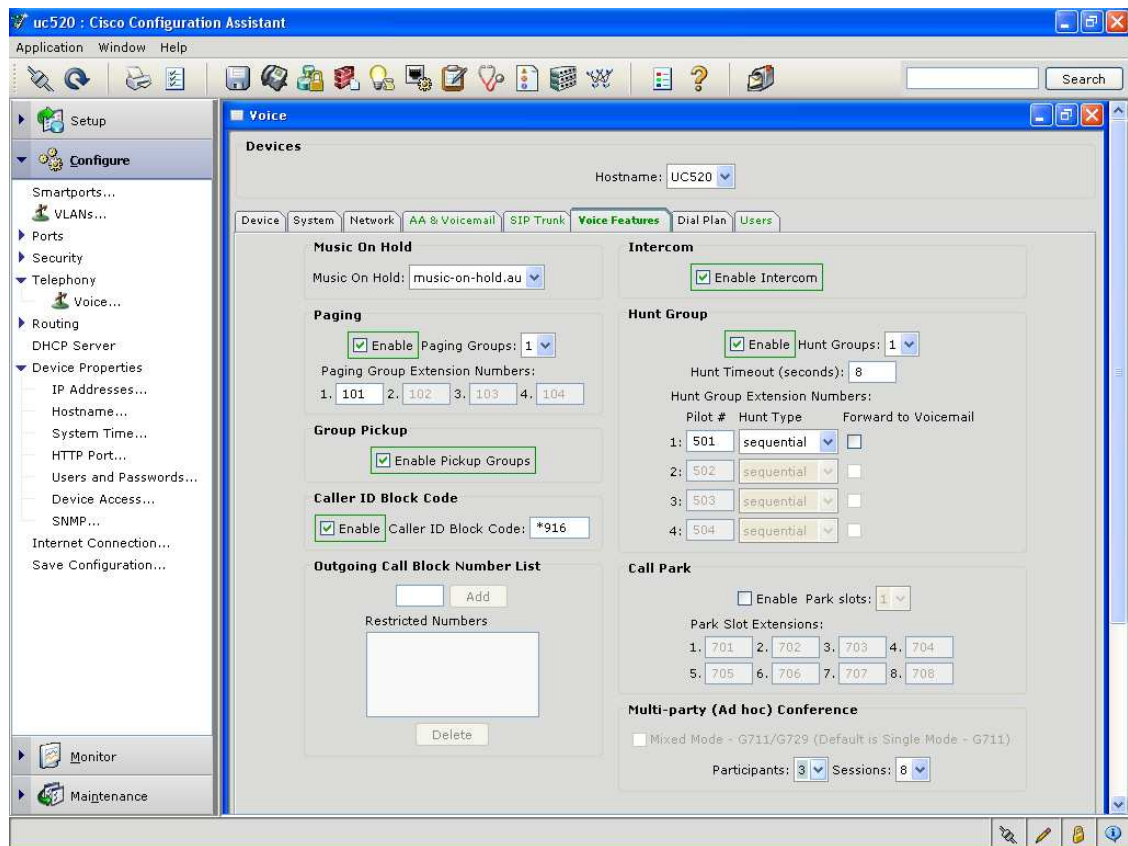 uc520 : Cisco Configuration Assistant
Application Window Help
Search
Setup
Configure
Smartports...
VLANs...
Ports
Security
Telephony
Voice...
Routing
DHCP Server
Device Properties
IP Addresses...
Hostname...
System Time...
HTTP Port...
Users and Passwords...
Device Access...
SNMP...
Internet Connection...
Save Configuration...
Monitor
Maintenance
Voice
Devices
Hostname: UC520
Device System Network AA & Voicemail SIP Trunk Voice Features Dial Plan Users
Music On Hold
Music On Hold: music-on-hold.au
Paging
Enable Paging Groups: 1
Paging Group Extension Numbers:
1. 101 2. 102 3. 103 4. 104
Group Pickup
Enable Pickup Groups
Caller ID Block Code
Enable Caller ID Block Code: *916
Outgoing Call Block Number List
Add
Restricted Numbers
Delete
Intercom
Enable Intercom
Hunt Group
Enable Hunt Groups: 1
Hunt Timeout (seconds): 8
Hunt Group Extension Numbers:
Pilot # Hunt Type Forward to Voicemail
1: 501 sequential
2: 502 sequential
3: 503 sequential
4: 504 sequential
Call Park
Enable Park slots: 1
Park Slot Extensions:
1. 701 2. 702 3. 703 4. 704
5. 705 6. 706 7. 707 8. 708
Multi-party (Ad hoc) Conference
Mixed Mode - G711/G729 (Default is Single Mode - G711)
Participants: 3 Sessions: 8